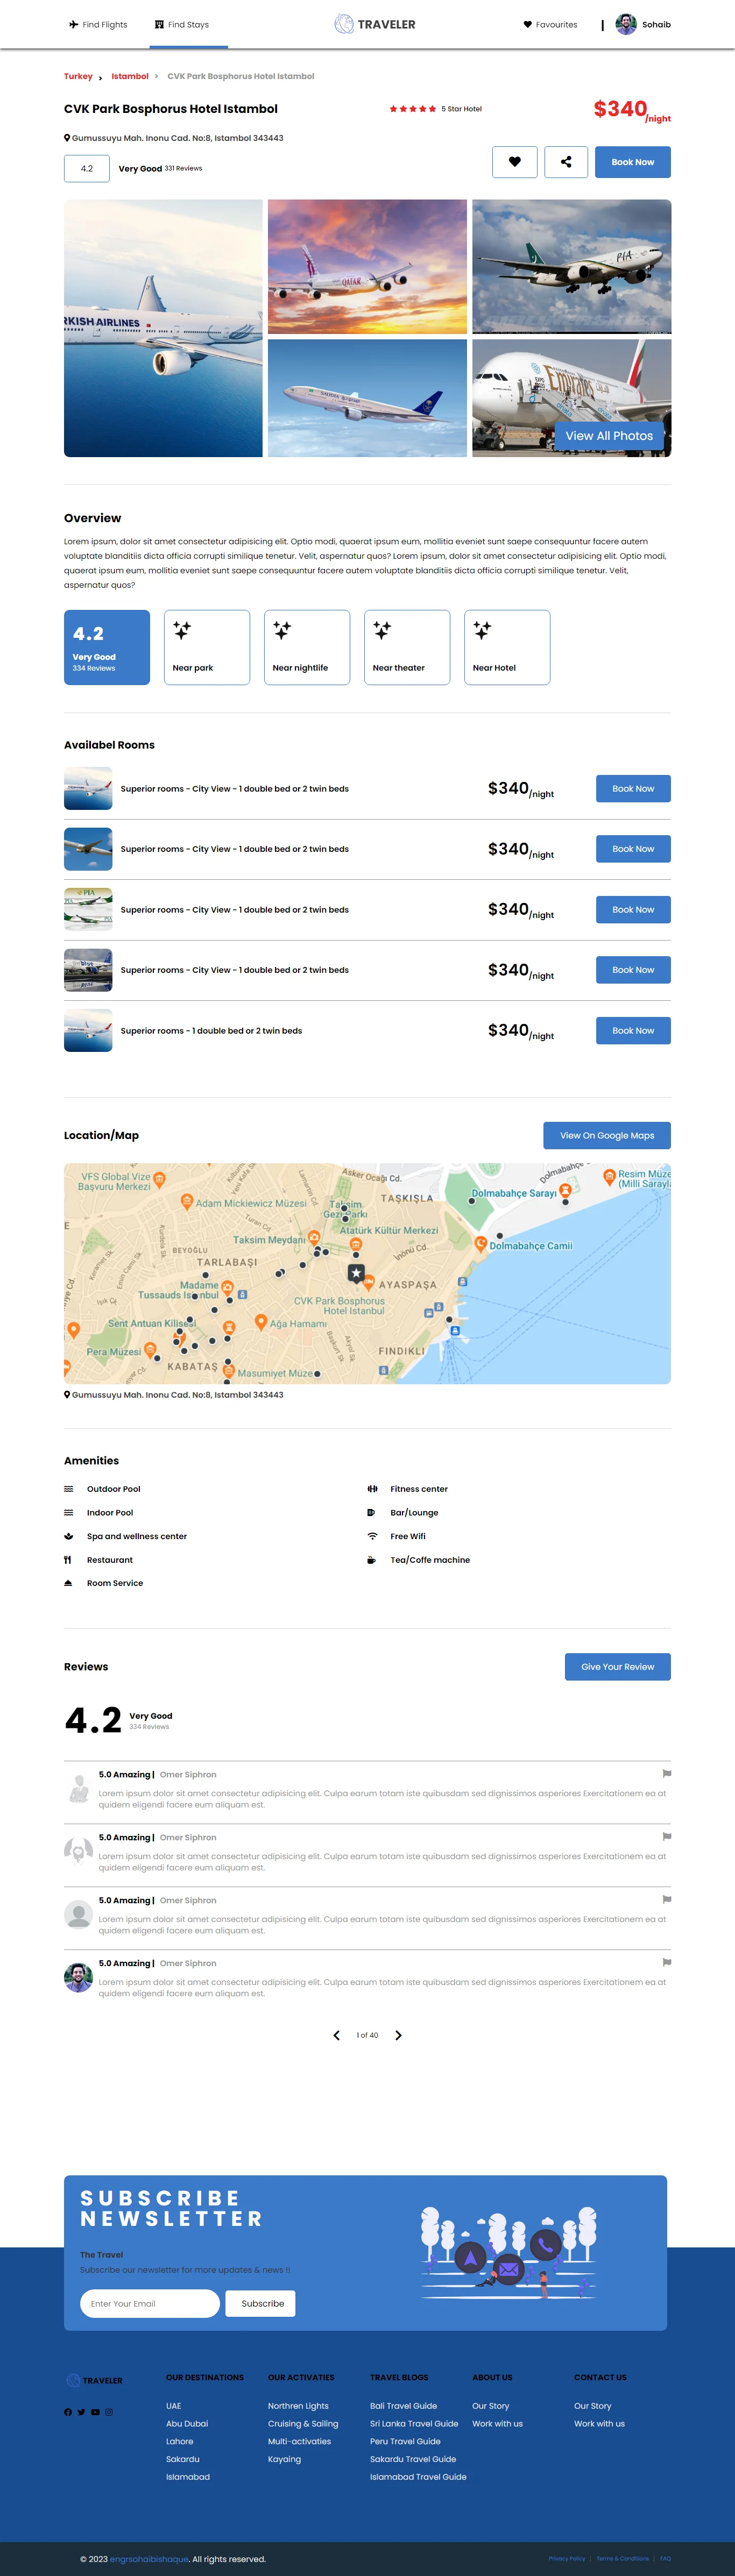 Find Flights
Find Stays
TRAVELER
Favourites
Sohaib
Turkey > Istambol > CVK Park Bosphorus Hotel Istambol
CVK Park Bosphorus Hotel Istambol
5 Star Hotel
$340/night
Gumussuyu Mah. Inonu Cad. No:8, Istambol 343443
4.2
Very Good 331 Reviews
Book Now
RKISH AIRLINES
QATAR
PIA
SAUDIA
Emirates
View All Photos
Overview
Lorem ipsum, dolor sit amet consectetur adipisicing elit. Optio modi, quaerat ipsum eum, mollitia eveniet sunt saepe consequuntur facere autem
voluptate blanditiis dicta officia corrupti similique tenetur. Velit, aspernatur quos? Lorem ipsum, dolor sit amet consectetur adipisicing elit. Optio modi,
quaerat ipsum eum, mollitia eveniet sunt saepe consequuntur facere autem voluptate blanditiis dicta officia corrupti similique tenetur. Velit,
aspernatur quos?
4.2
Very Good
334 Reviews
Near park
Near nightlife
Near theater
Near Hotel
Availabel Rooms
Superior rooms - City View - 1 double bed or 2 twin beds
$340/night
Book Now
Superior rooms - City View - 1 double bed or 2 twin beds
$340/night
Book Now
PIA
Superior rooms - City View - 1 double bed or 2 twin beds
$340/night
Book Now
Superior rooms - City View - 1 double bed or 2 twin beds
$340/night
Book Now
Superior rooms - 1 double bed or 2 twin beds
$340/night
Book Now
Location/Map
View On Google Maps
VFS Global Vize
Başvuru Merkezi
Adam Mickiewicz Müzesi
Asker Ocağı Cd.
TAŞKIŞLA
Dolmabahçe
Dolmabahçe Sarayı
Resim Müze
(Milli Sarayla
Taksim
Gezi Parkı
Atatürk Kültür Merkezi
Taksim Meydanı
Turan Cd.
İnönü Cd.
Dolmabahçe Camii
BEYOĞLU
TARLABAŞI
Madame
Tussauds Istanbul
AYASPAŞA
CVK Park Bosphorus
Hotel Istanbul
Sent Antuan Kilisesi
Ağa Hamamı
Pera Müzesi
FINDIKLI
KABATAŞ
Masumiyet Müze
Gumussuyu Mah. Inonu Cad. No:8, Istambol 343443
Amenities
Outdoor Pool
Fitness center
Indoor Pool
Bar/Lounge
Spa and wellness center
Free Wifi
Restaurant
Tea/Coffe machine
Room Service
Reviews
Give Your Review
4.2
Very Good
334 Reviews
5.0 Amazing | Omer Siphron
Lorem ipsum dolor sit amet consectetur adipisicing elit. Culpa earum totam iste quibusdam sed dignissimos asperiores Exercitationem ea at
quidem eligendi facere eum aliquam est.
5.0 Amazing | Omer Siphron
Lorem ipsum dolor sit amet consectetur adipisicing elit. Culpa earum totam iste quibusdam sed dignissimos asperiores Exercitationem ea at
quidem eligendi facere eum aliquam est.
5.0 Amazing | Omer Siphron
Lorem ipsum dolor sit amet consectetur adipisicing elit. Culpa earum totam iste quibusdam sed dignissimos asperiores Exercitationem ea at
quidem eligendi facere eum aliquam est.
5.0 Amazing | Omer Siphron
Lorem ipsum dolor sit amet consectetur adipisicing elit. Culpa earum totam iste quibusdam sed dignissimos asperiores Exercitationem ea at
quidem eligendi facere eum aliquam est.
1 of 40
SUBSCRIBE
NEWSLETTER
The Travel
Subscribe our newsletter for more updates & news !!
Enter Your Email
Subscribe
TRAVELER
OUR DESTINATIONS
UAE
Abu Dubai
Lahore
Sakardu
Islamabad
OUR ACTIVATIES
Northren Lights
Cruising & Sailing
Multi-activaties
Kayaing
TRAVEL BLOGS
Bali Travel Guide
Sri Lanka Travel Guide
Peru Travel Guide
Sakardu Travel Guide
Islamabad Travel Guide
ABOUT US
Our Story
Work with us
CONTACT US
Our Story
Work with us
© 2023 engrsohaibishaque. All rights reserved.
Privacy Policy | Terms & Conditions | FAQ